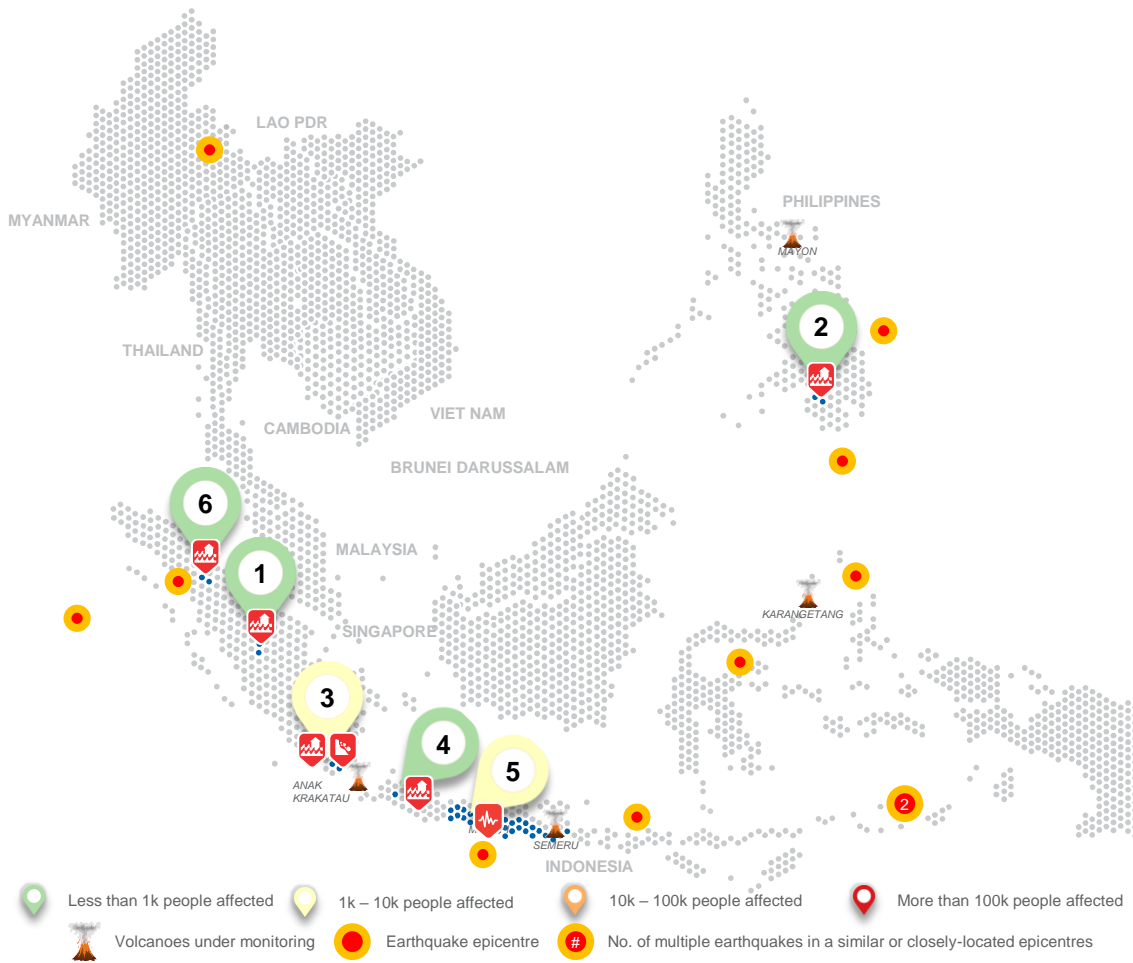 LAO PDR
MYANMAR
PHILIPPINES
MAYON
2
THAILAND
VIET NAM
CAMBODIA
BRUNEI DARUSSALAM
6
MALAYSIA
1
KARANGETANG
SINGAPORE
3
4
5
ANAK
KRAKATAU
2
SEMERU
INDONESIA
Less than 1k people affected
1k – 10k people affected
10k – 100k people affected
More than 100k people affected
Volcanoes under monitoring
Earthquake epicentre
#
No. of multiple earthquakes in a similar or closely-located epicentres